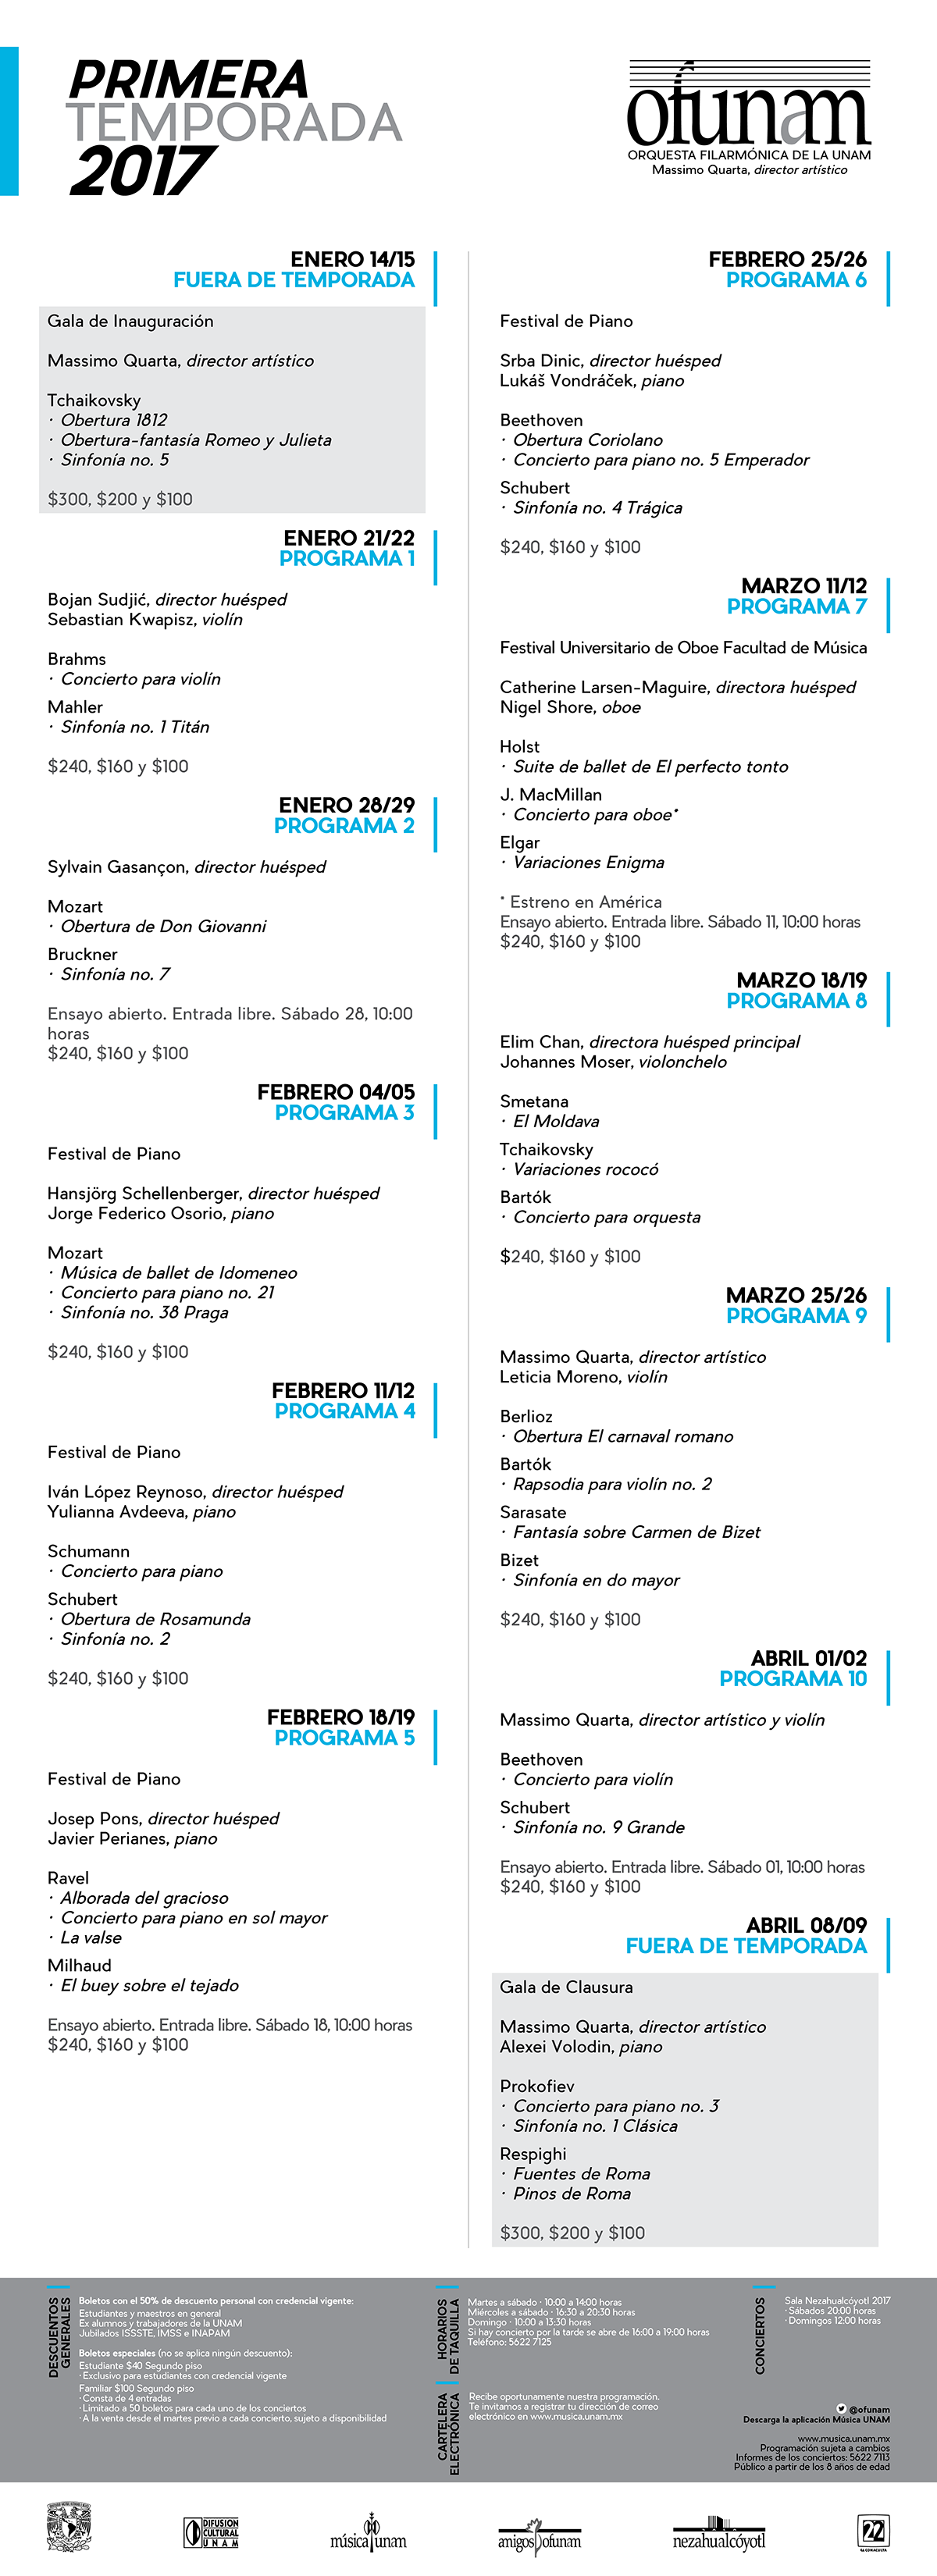 PRIMERA
TEMPORADA
2017
ofunam
ORQUESTA FILARMÓNICA DE LA UNAM
Massimo Quarta, director artístico
ENERO 14/15
FUERA DE TEMPORADA
Gala de Inauguración
Massimo Quarta, director artístico
Tchaikovsky
· Obertura 1812
· Obertura-fantasía Romeo y Julieta
· Sinfonía no. 5
$300, $200 y $100
ENERO 21/22
PROGRAMA 1
Bojan Sudjić, director huésped
Sebastian Kwapisz, violín
Brahms
· Concierto para violín
Mahler
· Sinfonía no. 1 Titán
$240, $160 y $100
ENERO 28/29
PROGRAMA 2
Sylvain Gasançon, director huésped
Mozart
· Obertura de Don Giovanni
Bruckner
· Sinfonía no. 7
Ensayo abierto. Entrada libre. Sábado 28, 10:00
horas
$240, $160 y $100
FEBRERO 04/05
PROGRAMA 3
Festival de Piano
Hansjörg Schellenberger, director huésped
Jorge Federico Osorio, piano
Mozart
· Música de ballet de Idomeneo
· Concierto para piano no. 21
· Sinfonía no. 38 Praga
$240, $160 y $100
FEBRERO 11/12
PROGRAMA 4
Festival de Piano
Iván López Reynoso, director huésped
Yulianna Avdeeva, piano
Schumann
· Concierto para piano
Schubert
· Obertura de Rosamunda
· Sinfonía no. 2
$240, $160 y $100
FEBRERO 18/19
PROGRAMA 5
Festival de Piano
Josep Pons, director huésped
Javier Perianes, piano
Ravel
· Alborada del gracioso
· Concierto para piano en sol mayor
· La valse
Milhaud
· El buey sobre el tejado
Ensayo abierto. Entrada libre. Sábado 18, 10:00 horas
$240, $160 y $100
FEBRERO 25/26
PROGRAMA 6
Festival de Piano
Srba Dinic, director huésped
Lukáš Vondráček, piano
Beethoven
· Obertura Coriolano
· Concierto para piano no. 5 Emperador
Schubert
· Sinfonía no. 4 Trágica
$240, $160 y $100
MARZO 11/12
PROGRAMA 7
Festival Universitario de Oboe Facultad de Música
Catherine Larsen-Maguire, directora huésped
Nigel Shore, oboe
Holst
· Suite de ballet de El perfecto tonto
J. MacMillan
· Concierto para oboe*
Elgar
· Variaciones Enigma
* Estreno en América
Ensayo abierto. Entrada libre. Sábado 11, 10:00 horas
$240, $160 y $100
MARZO 18/19
PROGRAMA 8
Elim Chan, directora huésped principal
Johannes Moser, violonchelo
Smetana
· El Moldava
Tchaikovsky
· Variaciones rococó
Bartók
· Concierto para orquesta
$240, $160 y $100
MARZO 25/26
PROGRAMA 9
Massimo Quarta, director artístico
Leticia Moreno, violín
Berlioz
· Obertura El carnaval romano
Bartók
· Rapsodia para violín no. 2
Sarasate
· Fantasía sobre Carmen de Bizet
Bizet
· Sinfonía en do mayor
$240, $160 y $100
ABRIL 01/02
PROGRAMA 10
Massimo Quarta, director artístico y violín
Beethoven
· Concierto para violín
Schubert
· Sinfonía no. 9 Grande
Ensayo abierto. Entrada libre. Sábado 01, 10:00 horas
$240, $160 y $100
ABRIL 08/09
FUERA DE TEMPORADA
Gala de Clausura
Massimo Quarta, director artístico
Alexei Volodin, piano
Prokofiev
· Concierto para piano no. 3
· Sinfonía no. 1 Clásica
Respighi
· Fuentes de Roma
· Pinos de Roma
$300, $200 y $100
DESCUENTOS
GENERALES
Boletos con el 50% de descuento personal con credencial vigente:
Estudiantes y maestros en general
Ex alumnos y trabajadores de la UNAM
Jubilados ISSSTE, IMSS e INAPAM
Boletos especiales (no se aplica ningún descuento):
Estudiante $40 Segundo piso
· Exclusivo para estudiantes con credencial vigente
Familiar $100 Segundo piso
· Consta de 4 entradas
· Limitado a 50 boletos para cada uno de los conciertos
· A la venta desde el martes previo a cada concierto, sujeto a disponibilidad
HORARIOS
DE TAQUILLA
Martes a sábado · 10:00 a 14:00 horas
Miércoles a sábado · 16:30 a 20:30 horas
Domingo · 10:00 a 13:30 horas
Si hay concierto por la tarde se abre de 16:00 a 19:00 horas
Teléfono: 5622 7125
CARTELERA
ELECTRÓNICA
Recibe oportunamente nuestra programación.
Te invitamos a registrar tu dirección de correo
electrónico en www.musica.unam.mx
CONCIERTOS
Sala Nezahualcóyotl 2017
· Sábados 20:00 horas
· Domingos 12:00 horas
@ofunam
Descarga la aplicación Música UNAM
www.musica.unam.mx
Programación sujeta a cambios
Informes de los conciertos: 5622 7113
Público a partir de los 8 años de edad
DIFUSION
CULTURAL
UNAM
música unam
amigos ofunam
nezahualcóyotl
22